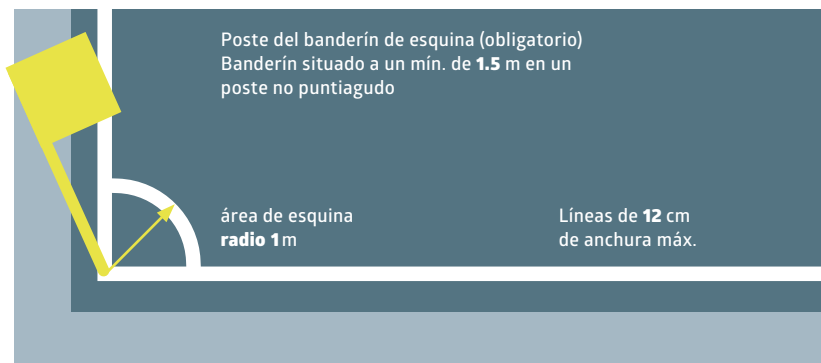 Poste del banderín de esquina (obligatorio)
Banderín situado a un mín. de 1.5 m en un
poste no puntiagudo
área de esquina
radio 1 m
Líneas de 12 cm
de anchura máx.